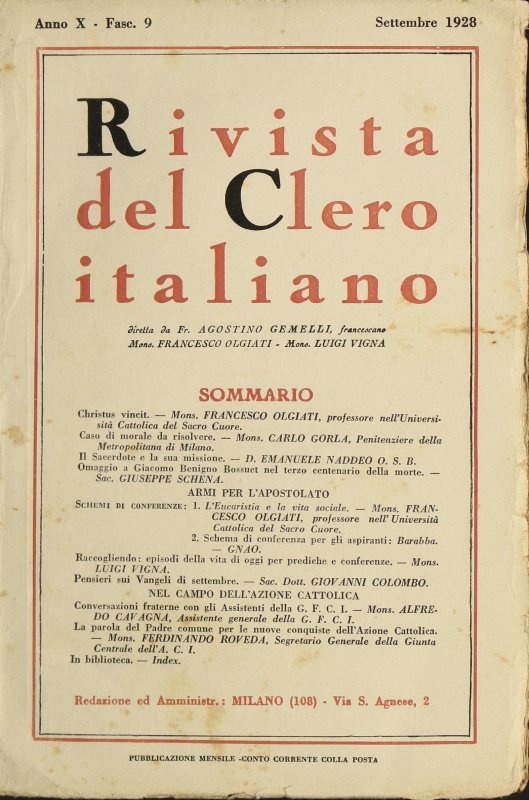 Anno X - Fasc. 9
Settembre 1928
Rivista
del Clero
italiano
diretta da Fr. AGOSTINO GEMELLI, francescano
Mons. FRANCESCO OLGIATI - Mons. LUIGI VIGNA
SOMMARIO
Christus vincit. — Mons. FRANCESCO OLGIATI, professore nell'Universi-
sità Cattolica del Sacro Cuore.
Caso di morale da risolvere. — Mons. CARLO GORLA, Penitenziere della
Metropolitana di Milano.
Il Sacerdote e la sua missione. — D. EMANUELE NADDEO O. S. B.
Omaggio a Giacomo Benigno Bossuet nel terzo centenario della morte. —
Sac. GIUSEPPE SCHENA.
ARMI PER L'APOSTOLATO
SCHEMI DI CONFERENZE: 1. L'Eucaristia e la vita sociale. — Mons. FRAN-
CESCO OLGIATI, professore nell'Università
Cattolica del Sacro Cuore.
2. Schema di conferenza per gli aspiranti: Barabba.
— GNAO.
Raccogliendo: episodî della vita di oggi per prediche e conferenze. — Mons.
LUIGI VIGNA.
Pensieri sui Vangeli di settembre. — Sac. Dott. GIOVANNI COLOMBO.
NEL CAMPO DELL'AZIONE CATTOLICA
Conversazioni fraterne con gli Assistenti della G. F. C. I. — Mons. ALFRE-
DO CAVAGNA, Assistente generale della G. F. C. I.
La parola del Padre comune per le nuove conquiste dell'Azione Cattolica.
— Mons. FERDINANDO ROVEDA, Segretario Generale della Giunta
Centrale dell'A. C. I.
In biblioteca. — Index.
Redazione ed Amministr.: MILANO (108) - Via S. Agnese, 2
PUBBLICAZIONE MENSILE -CONTO CORRENTE COLLA POSTA